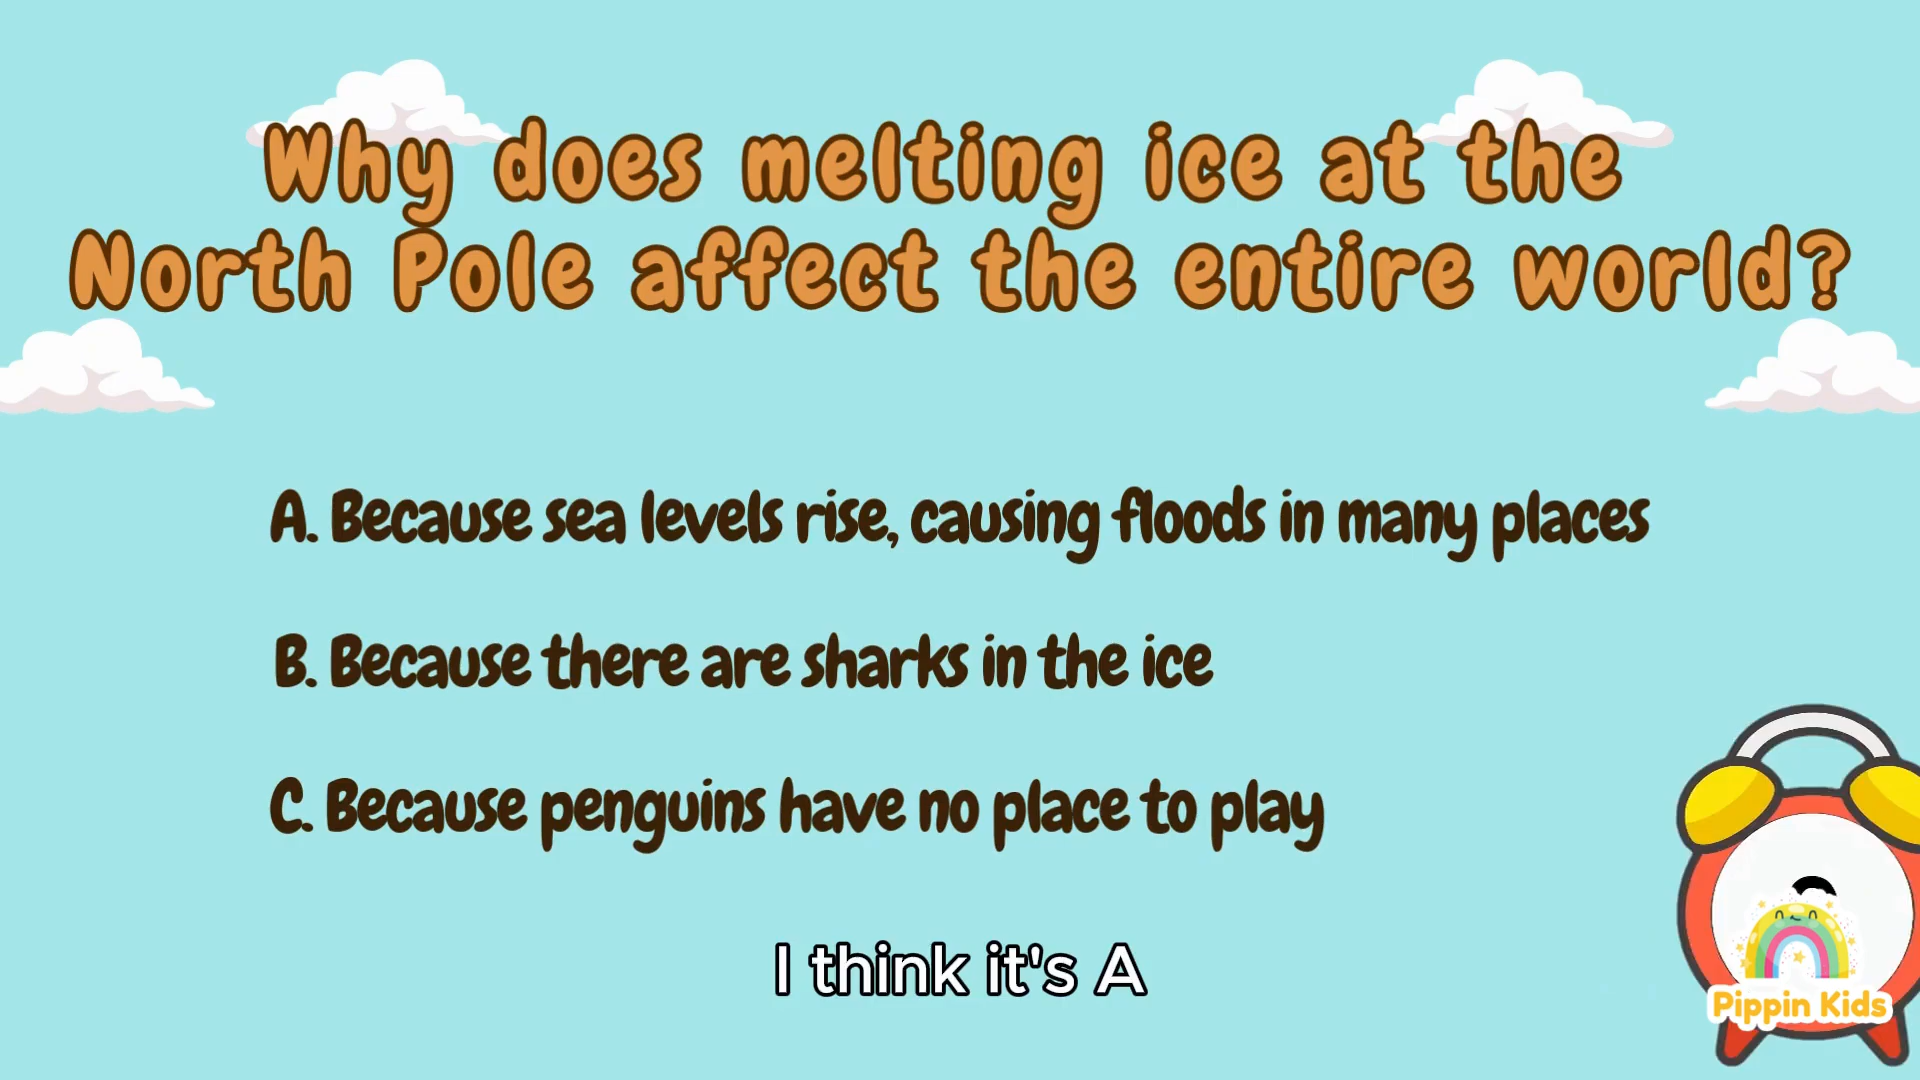 Why does melting ice at the
North Pole affect the entire world?
A. Because sea levels rise, causing floods in many places
B. Because there are sharks in the ice
C. Because penguins have no place to play
I think it's A
Pippin Kids